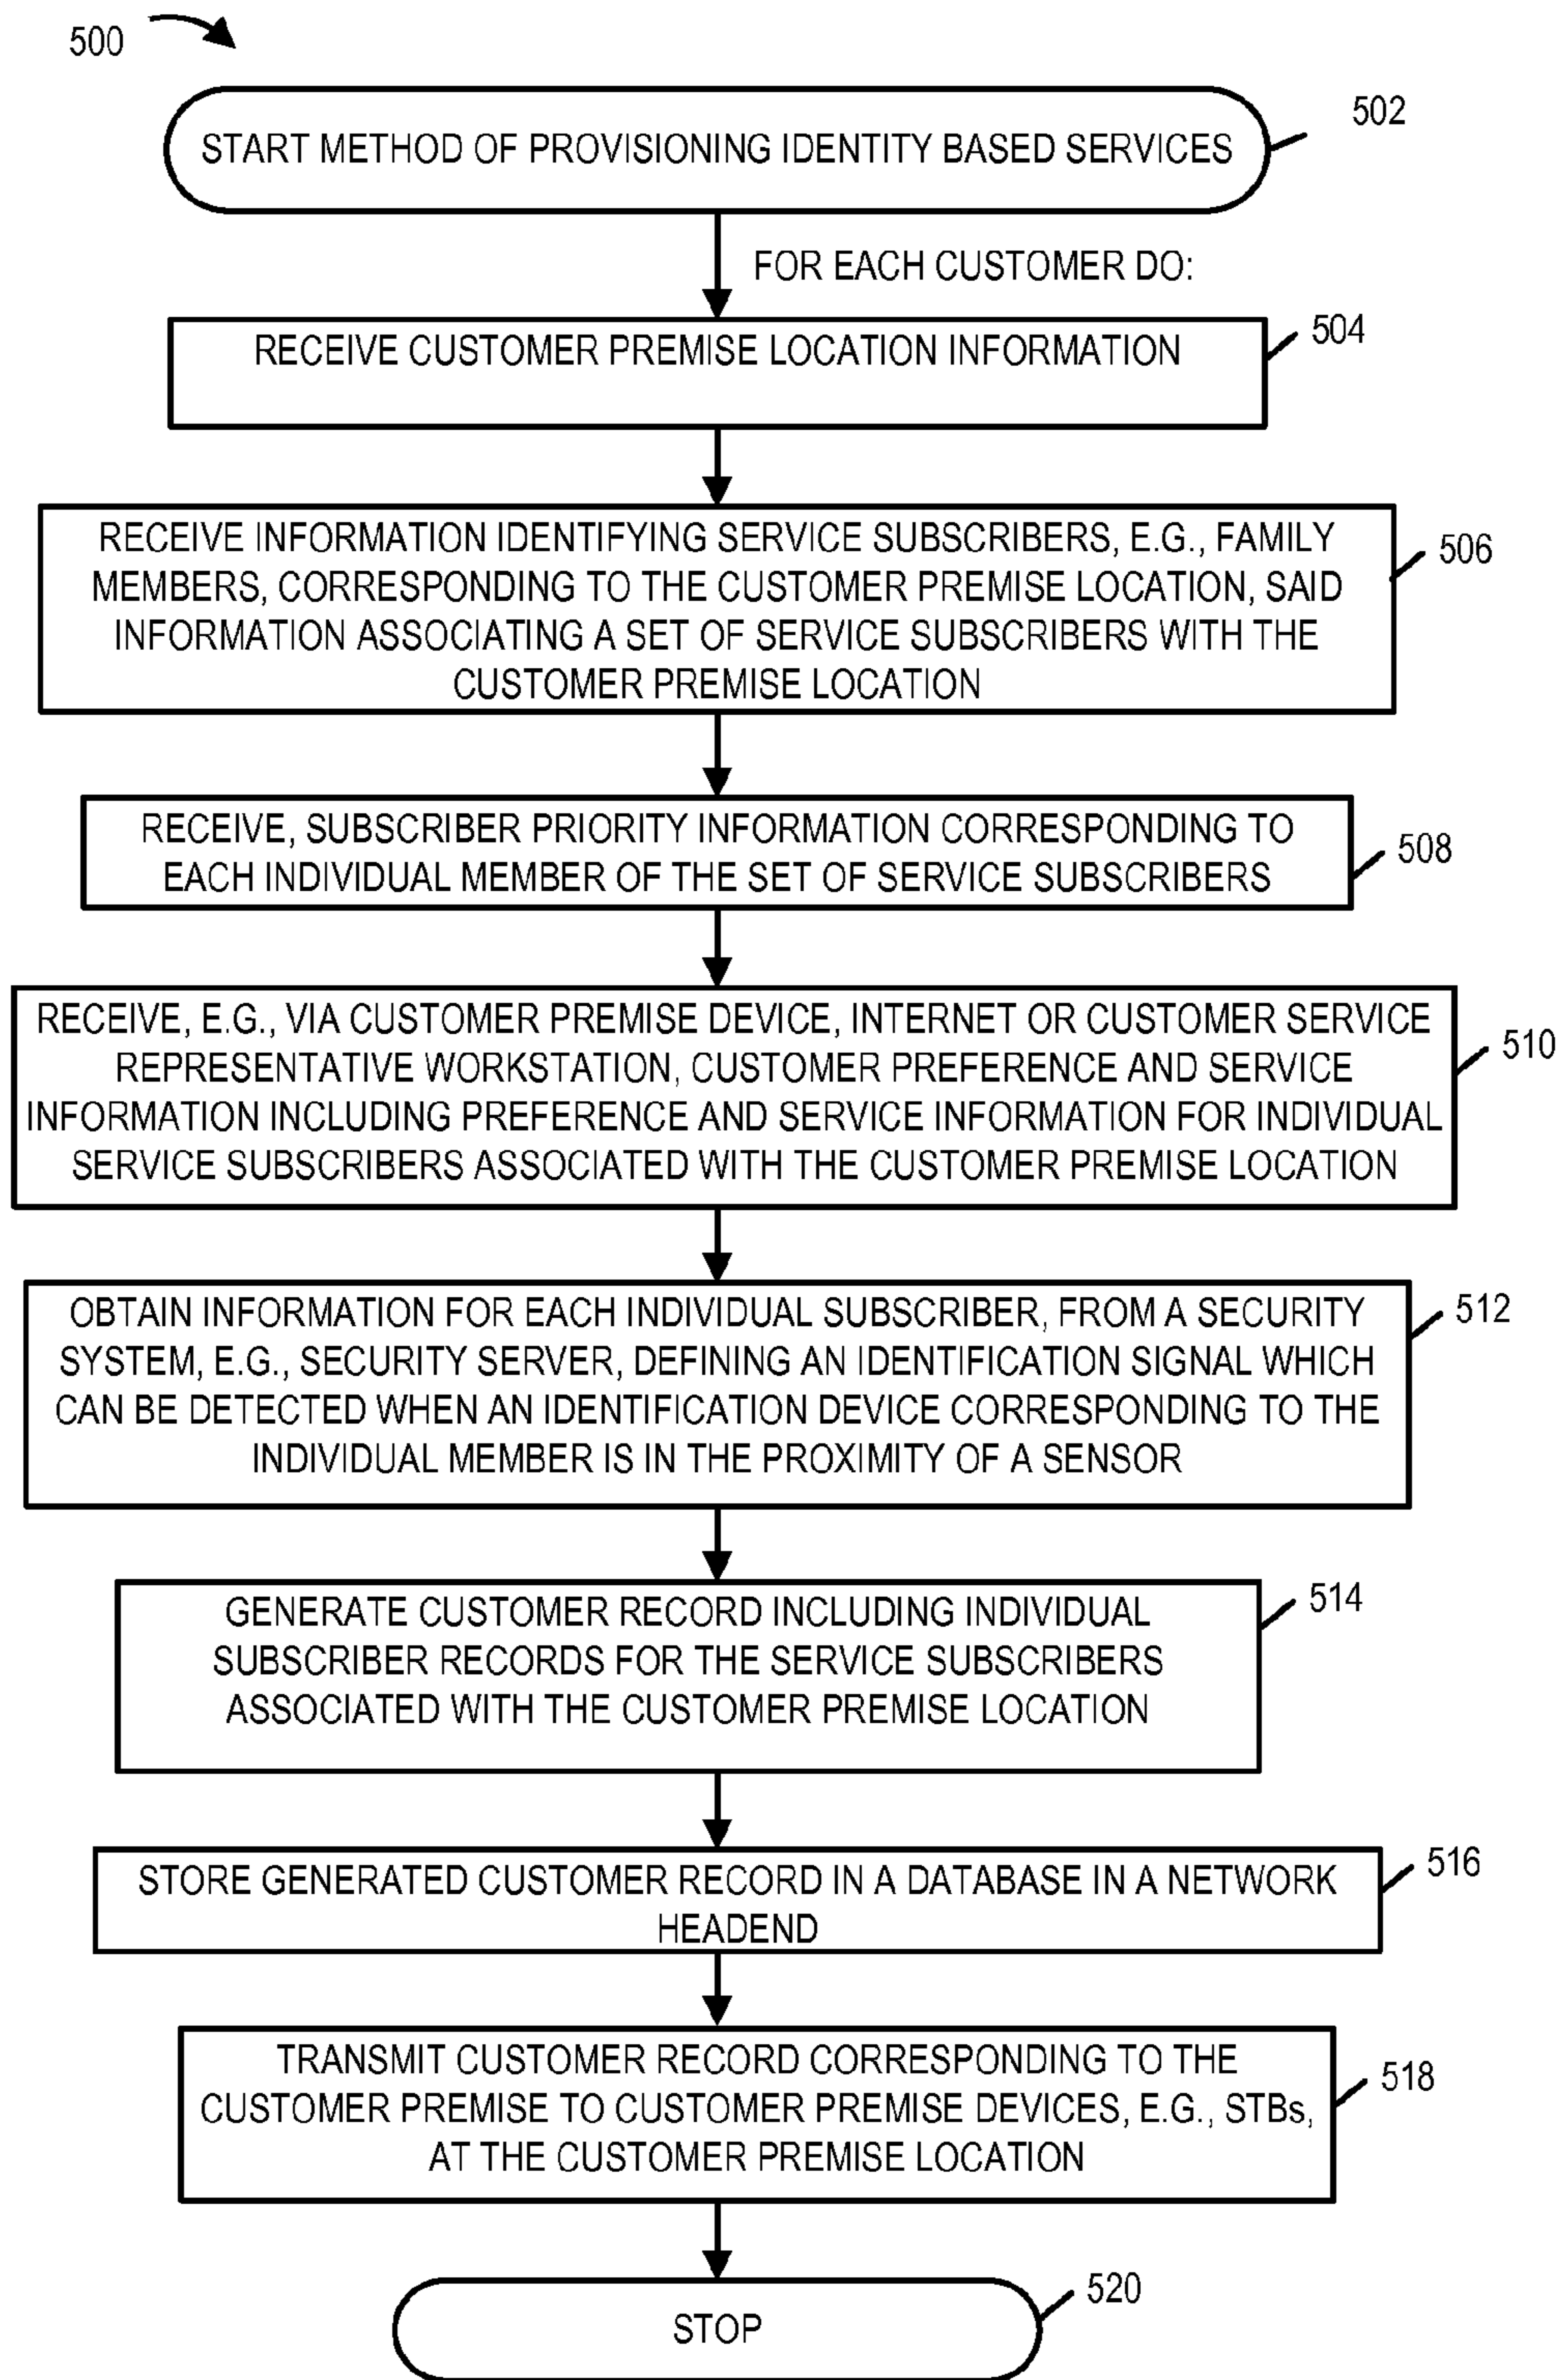 500
START METHOD OF PROVISIONING IDENTITY BASED SERVICES
502
FOR EACH CUSTOMER DO:
RECEIVE CUSTOMER PREMISE LOCATION INFORMATION
504
RECEIVE INFORMATION IDENTIFYING SERVICE SUBSCRIBERS, E.G., FAMILY
MEMBERS, CORRESPONDING TO THE CUSTOMER PREMISE LOCATION, SAID
INFORMATION ASSOCIATING A SET OF SERVICE SUBSCRIBERS WITH THE
CUSTOMER PREMISE LOCATION
506
RECEIVE, SUBSCRIBER PRIORITY INFORMATION CORRESPONDING TO
EACH INDIVIDUAL MEMBER OF THE SET OF SERVICE SUBSCRIBERS
508
RECEIVE, E.G., VIA CUSTOMER PREMISE DEVICE, INTERNET OR CUSTOMER SERVICE
REPRESENTATIVE WORKSTATION, CUSTOMER PREFERENCE AND SERVICE
INFORMATION INCLUDING PREFERENCE AND SERVICE INFORMATION FOR INDIVIDUAL
SERVICE SUBSCRIBERS ASSOCIATED WITH THE CUSTOMER PREMISE LOCATION
510
OBTAIN INFORMATION FOR EACH INDIVIDUAL SUBSCRIBER, FROM A SECURITY
SYSTEM, E.G., SECURITY SERVER, DEFINING AN IDENTIFICATION SIGNAL WHICH
CAN BE DETECTED WHEN AN IDENTIFICATION DEVICE CORRESPONDING TO THE
INDIVIDUAL MEMBER IS IN THE PROXIMITY OF A SENSOR
512
GENERATE CUSTOMER RECORD INCLUDING INDIVIDUAL
SUBSCRIBER RECORDS FOR THE SERVICE SUBSCRIBERS
ASSOCIATED WITH THE CUSTOMER PREMISE LOCATION
514
STORE GENERATED CUSTOMER RECORD IN A DATABASE IN A NETWORK
HEADEND
516
TRANSMIT CUSTOMER RECORD CORRESPONDING TO THE
CUSTOMER PREMISE TO CUSTOMER PREMISE DEVICES, E.G., STBs,
AT THE CUSTOMER PREMISE LOCATION
518
STOP
520